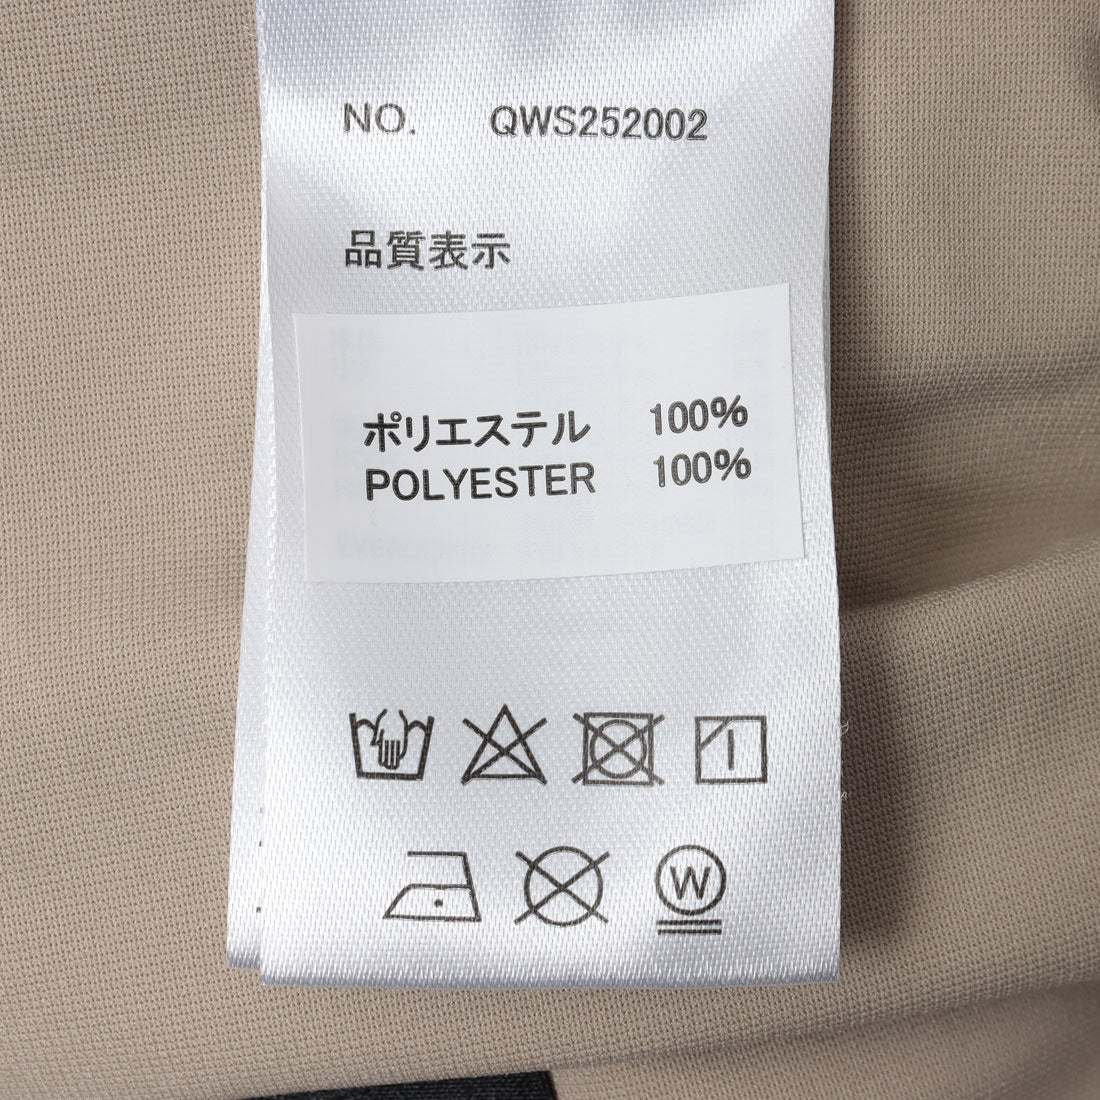 NO. QWS252002
品質表示
ポリエステル 100%
POLYESTER 100%
W